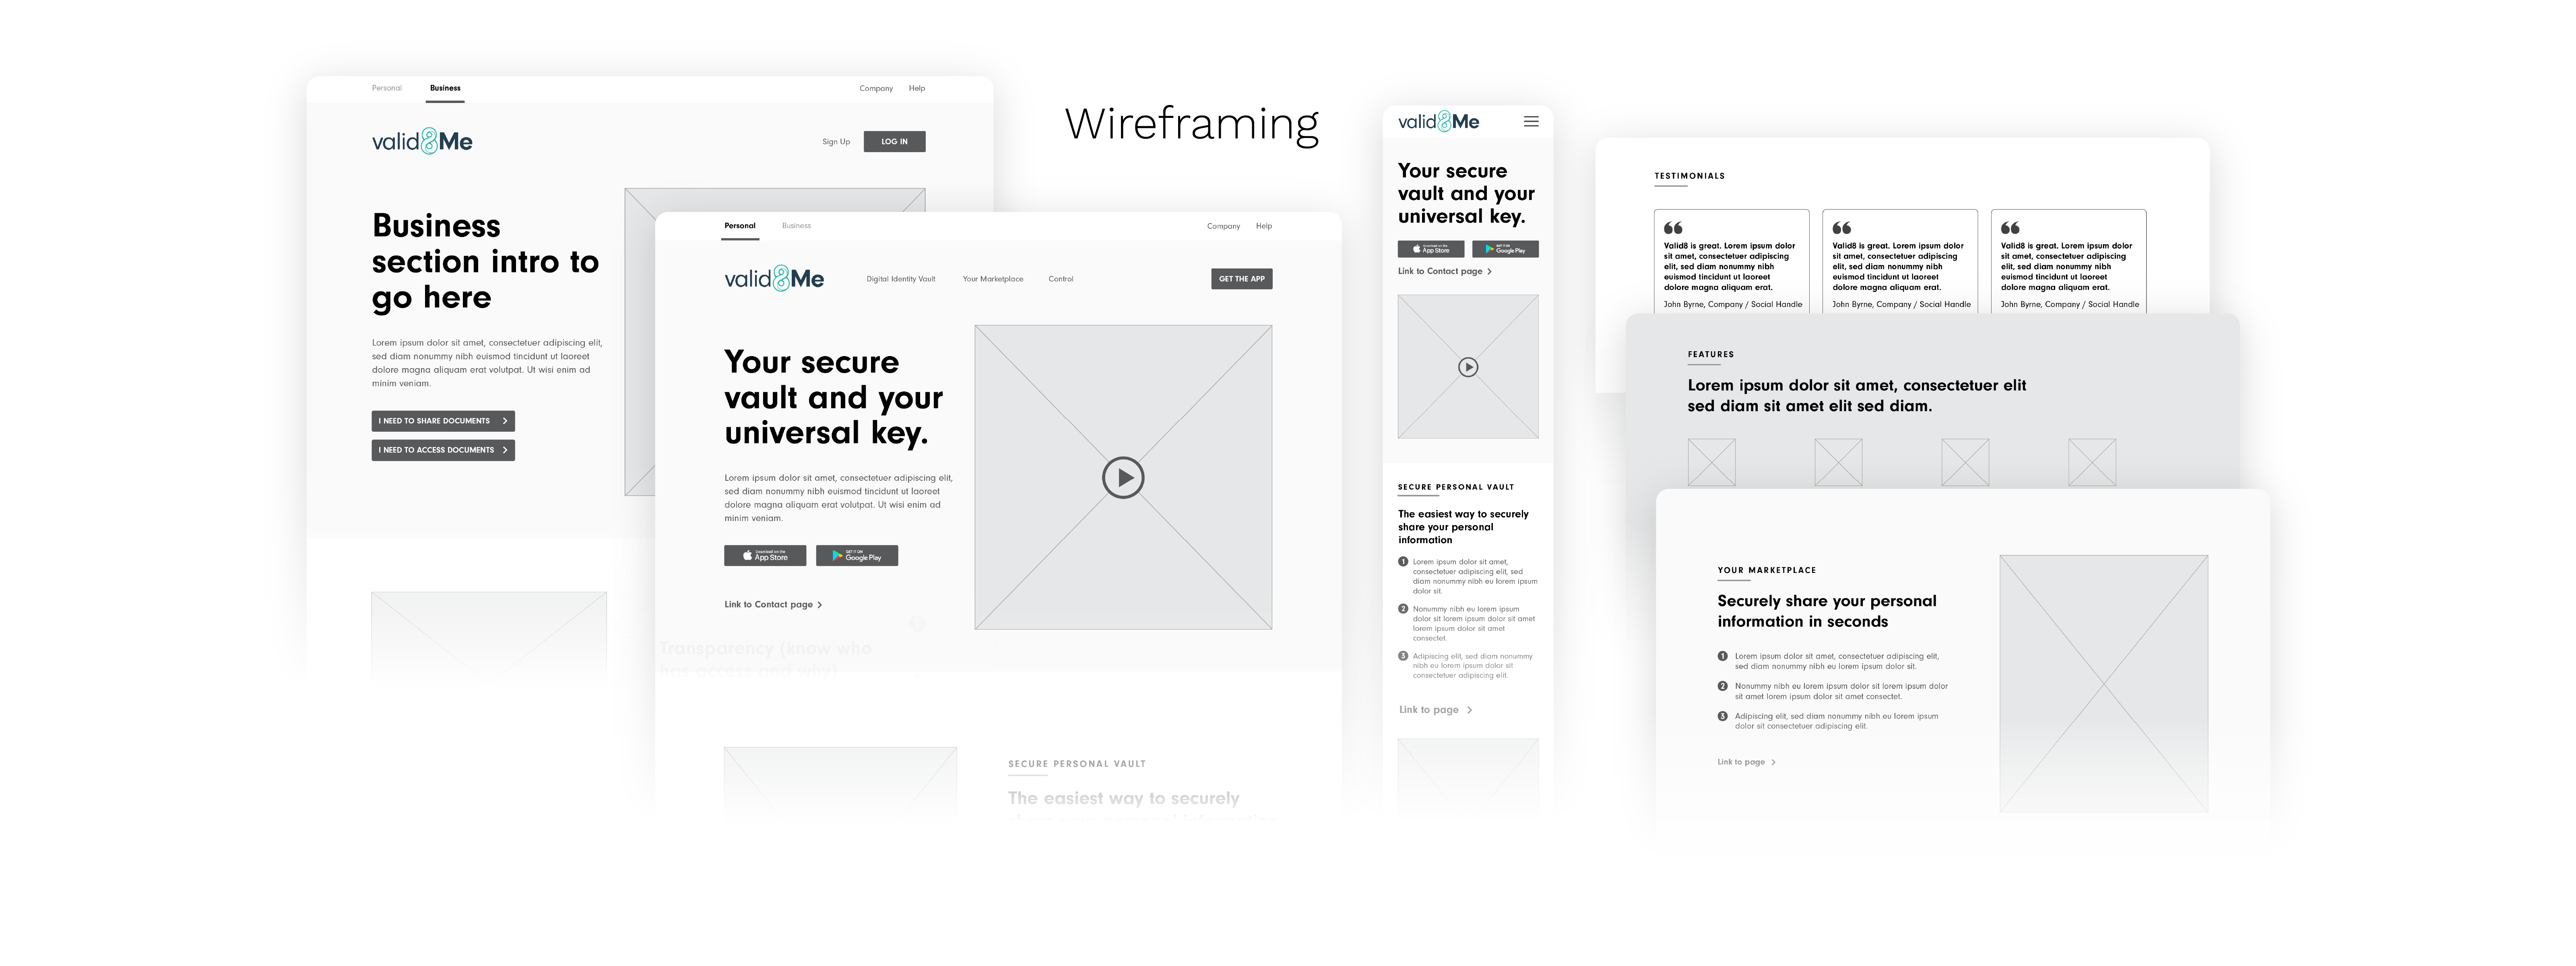 Personal Business Company Help
valid8Me Sign Up LOG IN
Business
section intro to
go here
Lorem ipsum dolor sit amet, consectetuer adipiscing elit,
sed diam nonummy nibh euismod tincidunt ut laoreet
dolore magna aliquam erat volutpat. Ut wisi enim ad
minim veniam.
I NEED TO SHARE DOCUMENTS
I NEED TO ACCESS DOCUMENTS
Wireframing
Personal Business Company Help
valid8Me Digital Identity Vault Your Marketplace Control GET THE APP
Your secure
vault and your
universal key.
Lorem ipsum dolor sit amet, consectetuer adipiscing elit,
sed diam nonummy nibh euismod tincidunt ut laoreet
dolore magna aliquam erat volutpat. Ut wisi enim ad
minim veniam.
Download on the App Store GET IT ON Google Play
Link to Contact page
Transparency (know who
has access and why)
SECURE PERSONAL VAULT
The easiest way to securely
share your personal information
valid8Me
Your secure
vault and your
universal key.
Download on the App Store GET IT ON Google Play
Link to Contact page
SECURE PERSONAL VAULT
The easiest way to securely
share your personal
information
1 Lorem ipsum dolor sit amet,
consectetuer adipiscing elit, sed
diam nonummy nibh eu lorem ipsum
dolor sit.
2 Nonummy nibh eu lorem ipsum
dolor sit lorem ipsum dolor sit amet
lorem ipsum dolor sit amet
consectet.
3 Adipiscing elit, sed diam nonummy
nibh eu lorem ipsum dolor sit
consectetuer adipiscing elit.
Link to page
TESTIMONIALS
Valid8 is great. Lorem ipsum dolor
sit amet, consectetuer adipiscing
elit, sed diam nonummy nibh
euismod tincidunt ut laoreet
dolore magna aliquam erat.
John Byrne, Company / Social Handle
Valid8 is great. Lorem ipsum dolor
sit amet, consectetuer adipiscing
elit, sed diam nonummy nibh
euismod tincidunt ut laoreet
dolore magna aliquam erat.
John Byrne, Company / Social Handle
Valid8 is great. Lorem ipsum dolor
sit amet, consectetuer adipiscing
elit, sed diam nonummy nibh
euismod tincidunt ut laoreet
dolore magna aliquam erat.
John Byrne, Company / Social Handle
FEATURES
Lorem ipsum dolor sit amet, consectetuer elit
sed diam sit amet elit sed diam.
YOUR MARKETPLACE
Securely share your personal
information in seconds
1 Lorem ipsum dolor sit amet, consectetuer adipiscing elit,
sed diam nonummy nibh eu lorem ipsum dolor sit.
2 Nonummy nibh eu lorem ipsum dolor sit lorem ipsum dolor
sit amet lorem ipsum dolor sit amet consectet.
3 Adipiscing elit, sed diam nonummy nibh eu lorem ipsum
dolor sit consectetuer adipiscing elit.
Link to page